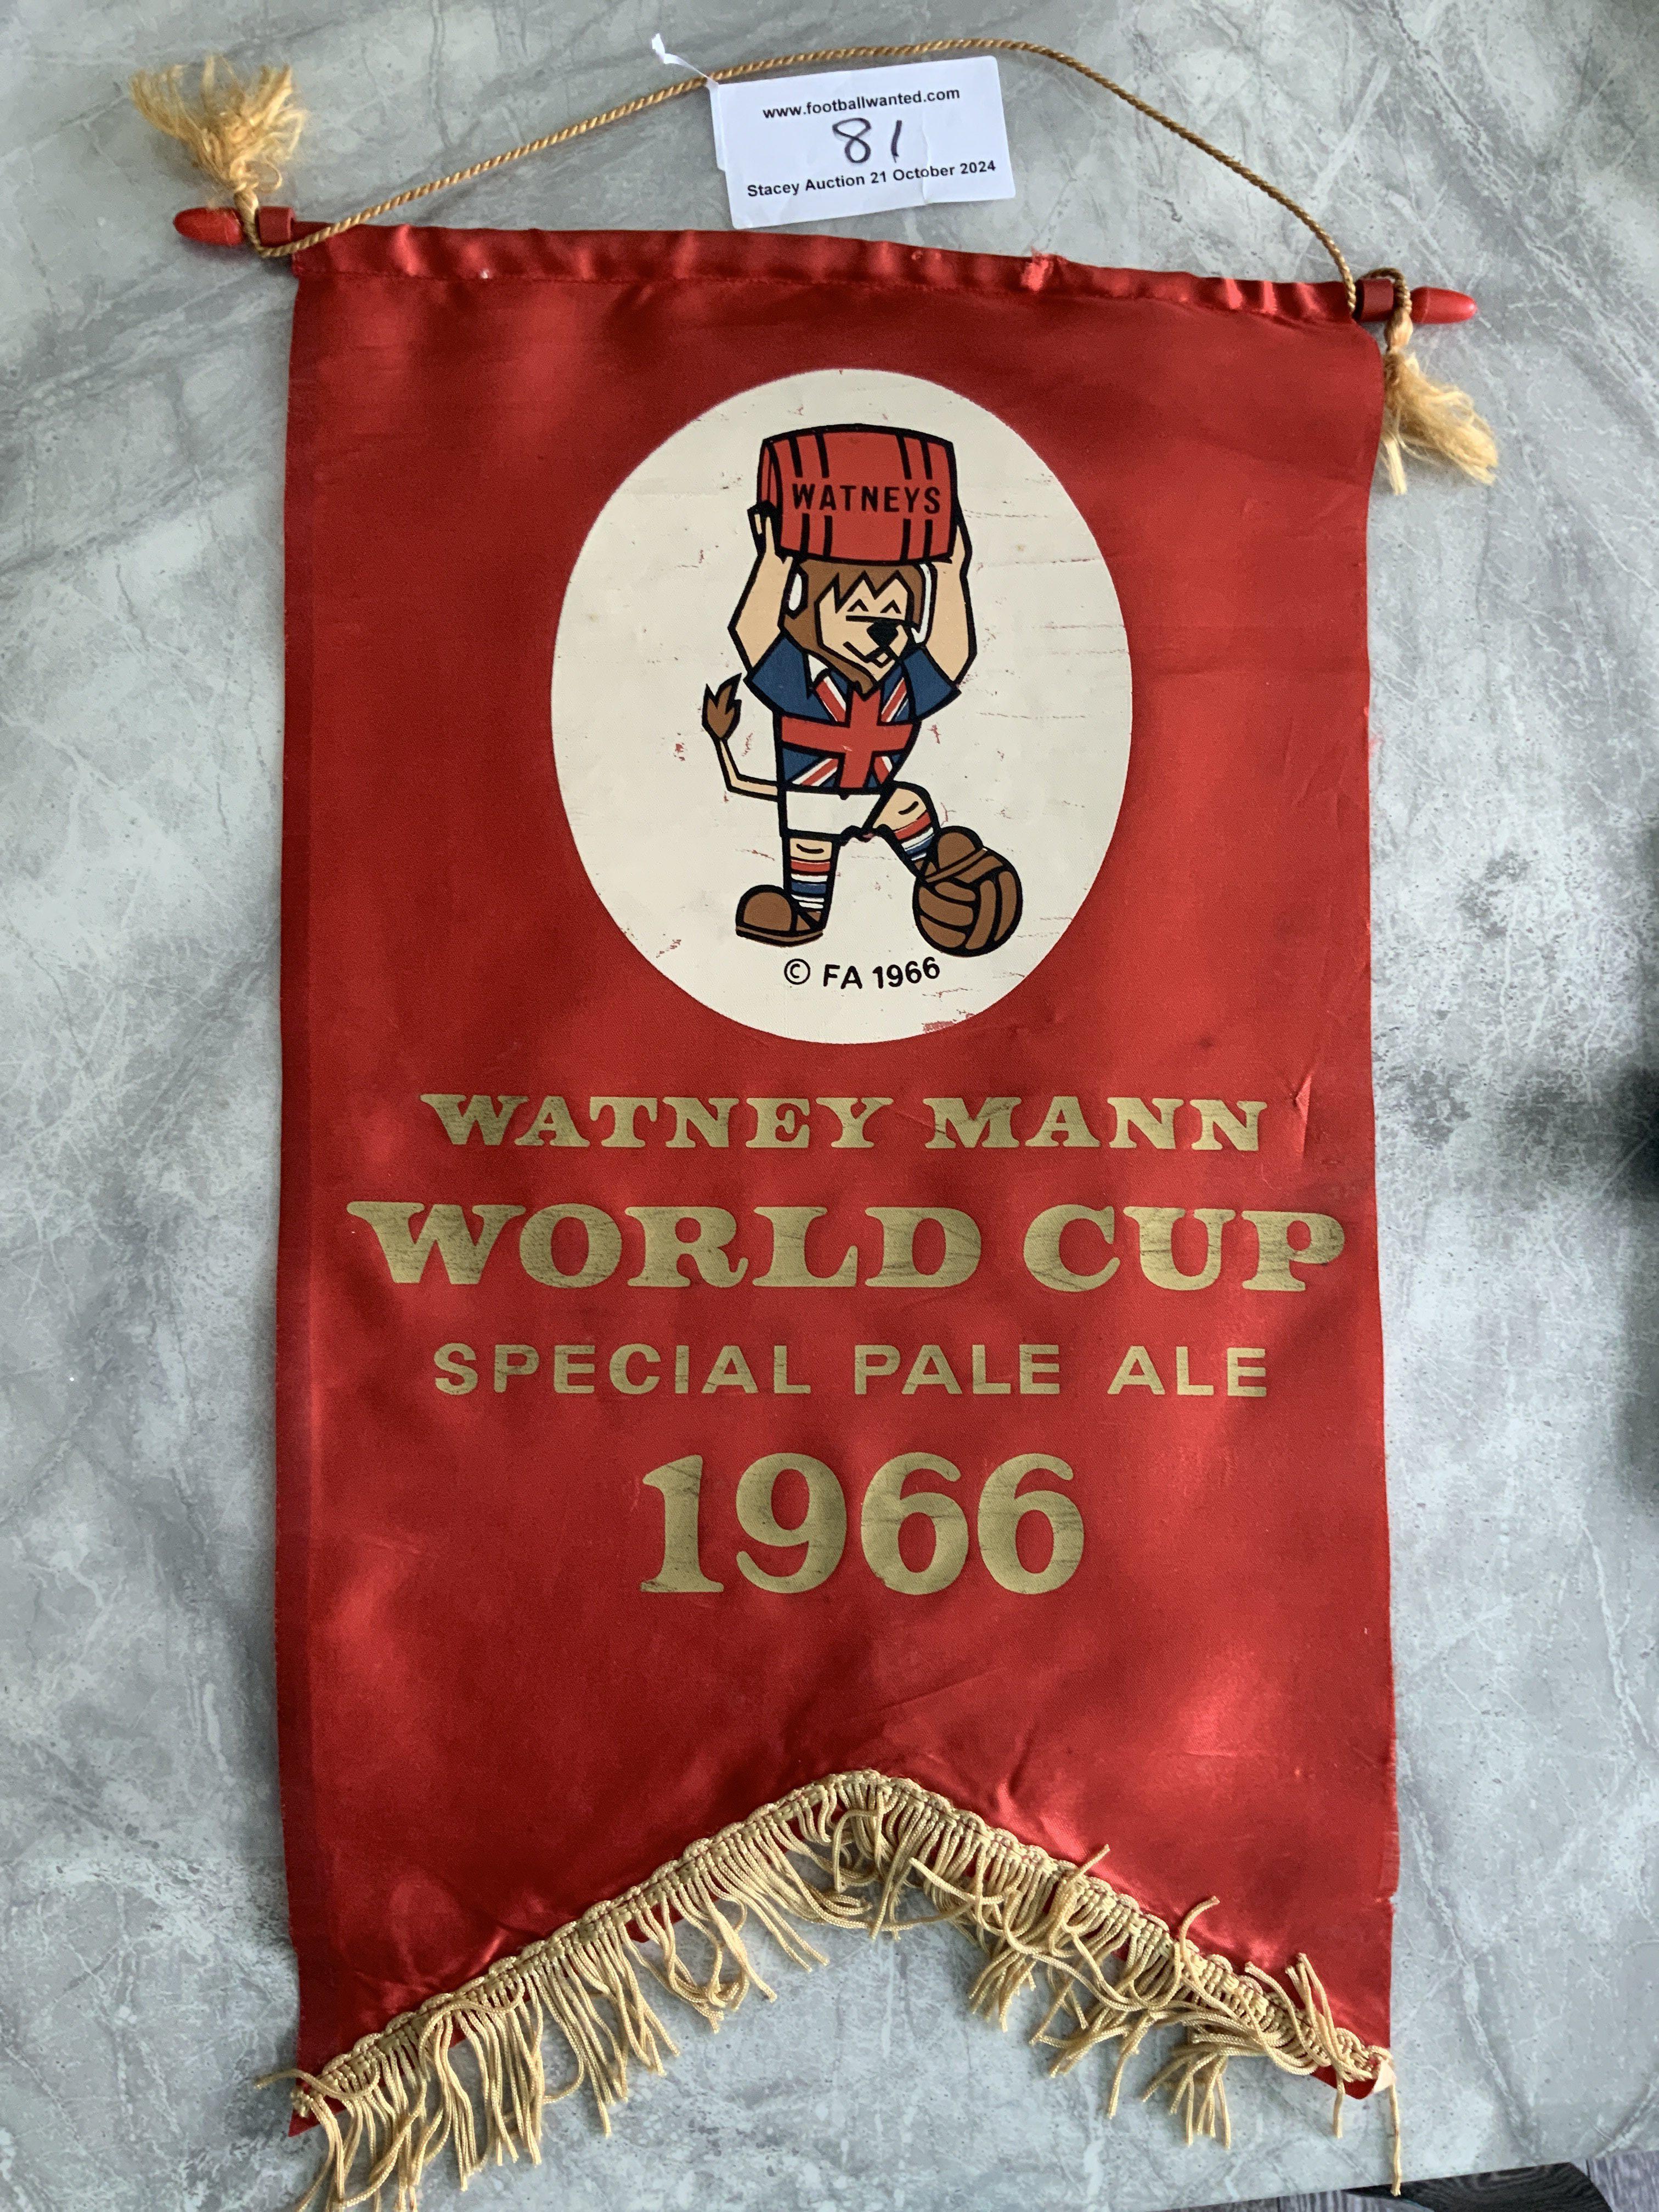 www.footballwanted.com
81
Stacey Auction 21 October 2024
WATNEYS
© FA 1966
WATNEY MANN
WORLD CUP
SPECIAL PALE ALE
1966